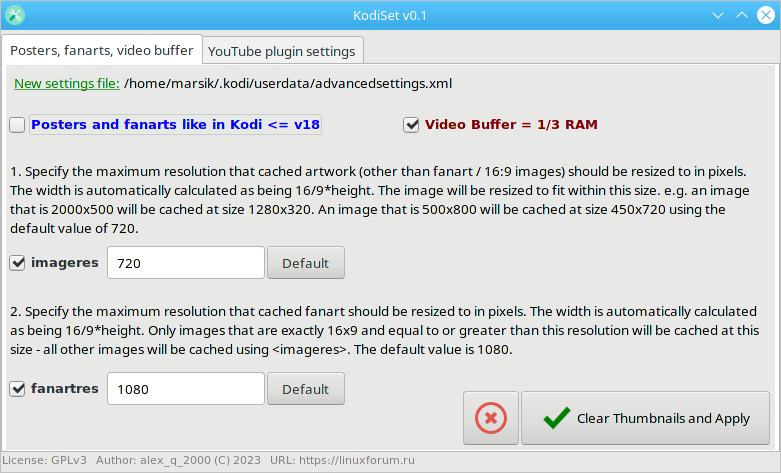 KodiSet v0.1
Posters, fanarts, video buffer
YouTube plugin settings
New settings file: /home/marsik/.kodi/userdata/advancedsettings.xml
Posters and fanarts like in Kodi <= v18
Video Buffer = 1/3 RAM
1. Specify the maximum resolution that cached artwork (other than fanart / 16:9 images) should be resized to in pixels.
The width is automatically calculated as being 16/9*height. The image will be resized to fit within this size. e.g. an image
that is 2000x500 will be cached at size 1280x320. An image that is 500x800 will be cached at size 450x720 using the
default value of 720.
imageres 720 Default
2. Specify the maximum resolution that cached fanart should be resized to in pixels. The width is automatically calculated
as being 16/9*height. Only images that are exactly 16x9 and equal to or greater than this resolution will be cached at this
size - all other images will be cached using <imageres>. The default value is 1080.
fanartres 1080 Default
Clear Thumbnails and Apply
License: GPLv3 Author: alex_q_2000 (C) 2023 URL: https://linuxforum.ru